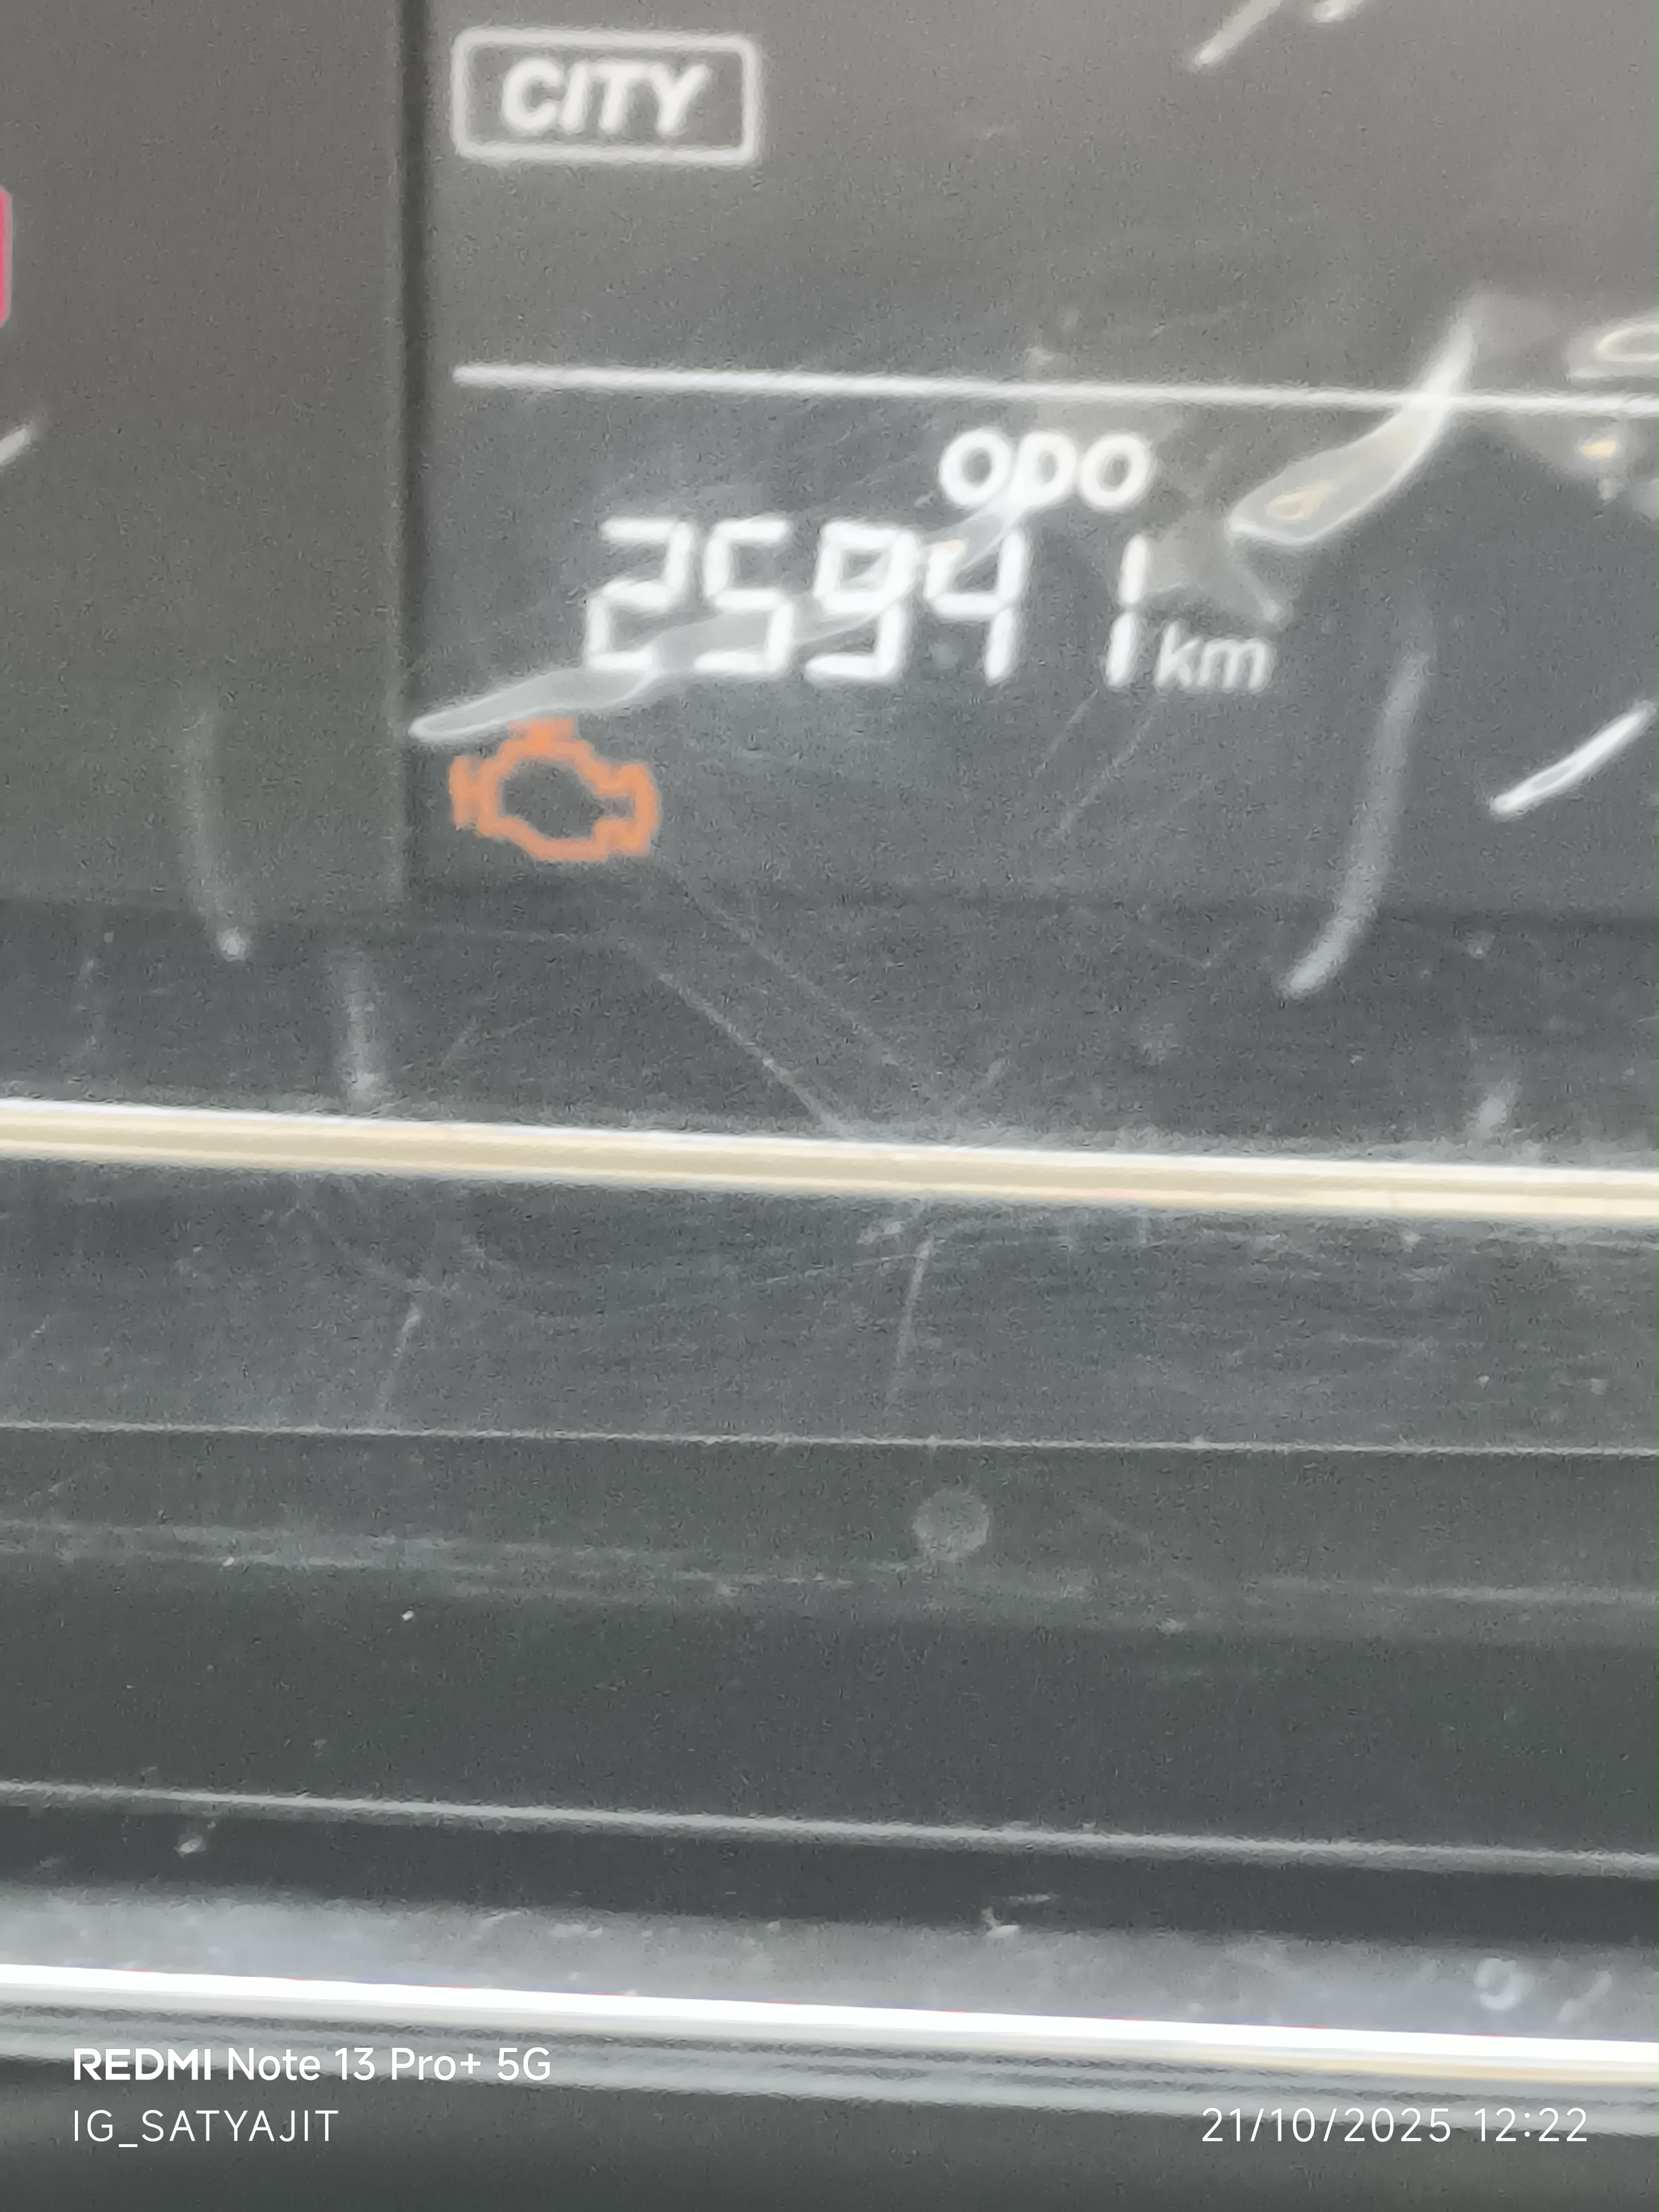 CITY
ODO
25941 km
REDMI Note 13 Pro+ 5G
IG_SATYAJIT
21/10/2025 12:22